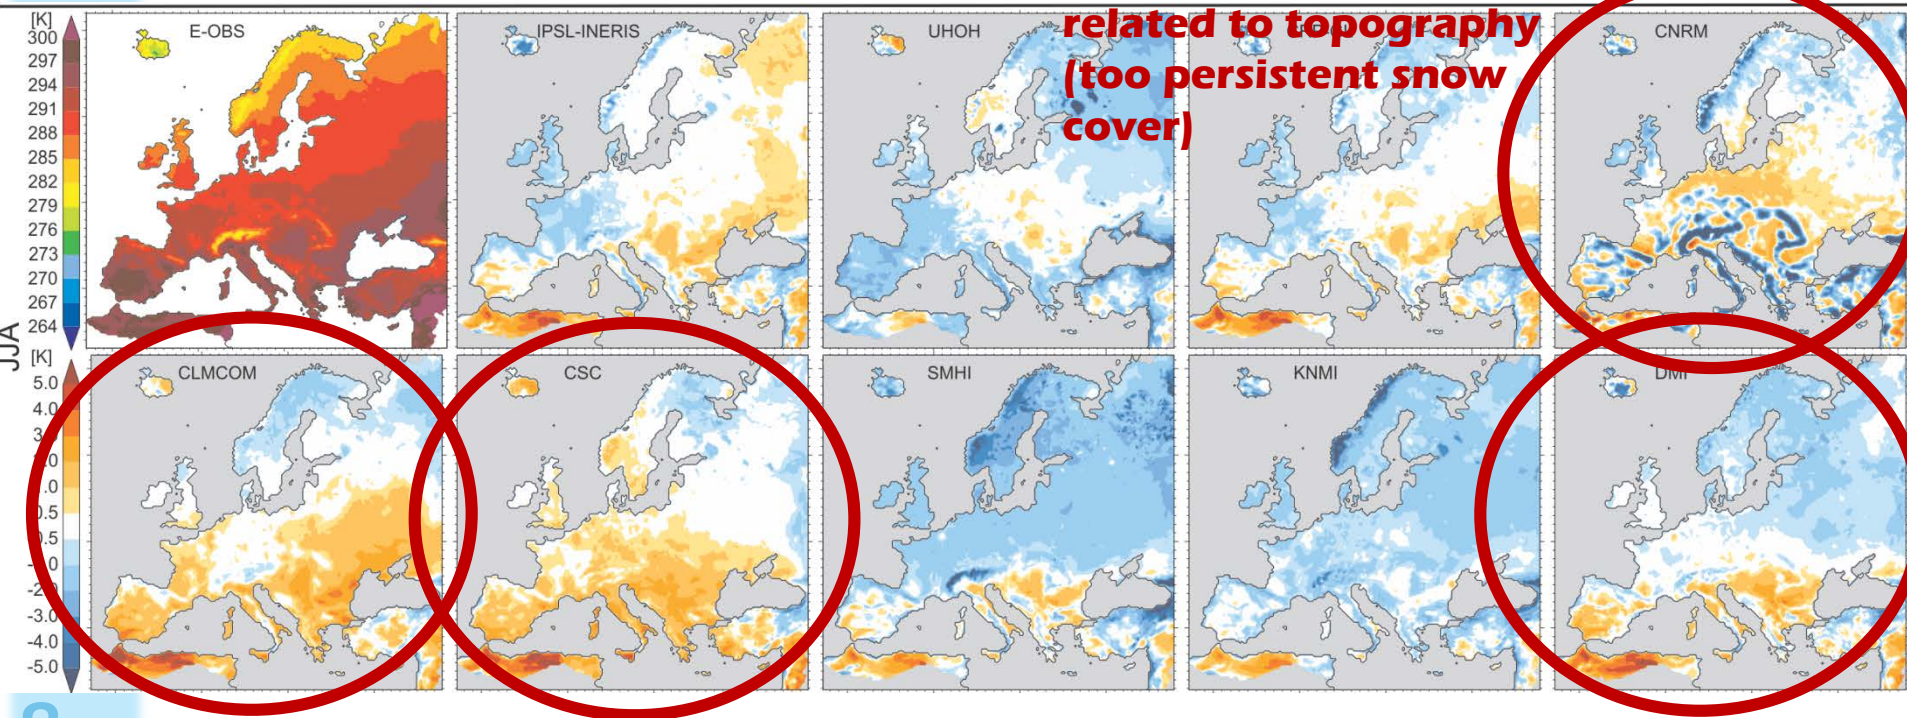 related to topography
(too persistent snow
cover)
[K]
300
297
294
291
288
285
282
279
276
273
270
267
264
E-OBS
IPSL-INERIS
UHOH
CNRM
JJA
[K]
5.0
4.0
-3.0
-4.0
-5.0
CLMCOM
CSC
SMHI
KNMI
DMI